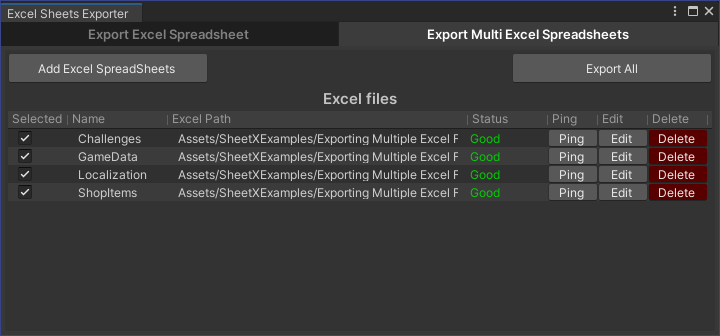 Excel Sheets Exporter
Export Excel Spreadsheet Export Multi Excel Spreadsheets
Add Excel SpreadSheets Export All
Excel files
Selected Name Excel Path Status Ping Edit Delete
Challenges Assets/SheetXExamples/Exporting Multiple Excel F Good Ping Edit Delete
GameData Assets/SheetXExamples/Exporting Multiple Excel F Good Ping Edit Delete
Localization Assets/SheetXExamples/Exporting Multiple Excel F Good Ping Edit Delete
ShopItems Assets/SheetXExamples/Exporting Multiple Excel F Good Ping Edit Delete